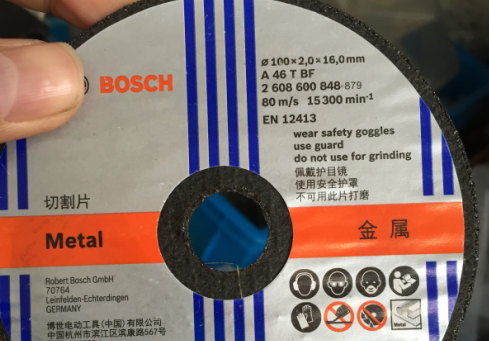 BOSCH
ø 100×2,0×16,0mm
A 46 T BF
2 608 600 848-879
80 m/s 15 300 min-1
EN 12413
wear safety goggles
use guard
do not use for grinding
佩戴护目镜
使用安全护罩
不可用此片打磨
切割片
Metal
金属
Robert Bosch GmbH
70764
Leinfelden-Echterdingen
GERMANY
博世电动工具(中国)有限公司
中国杭州市滨江区滨康路567号
Metal